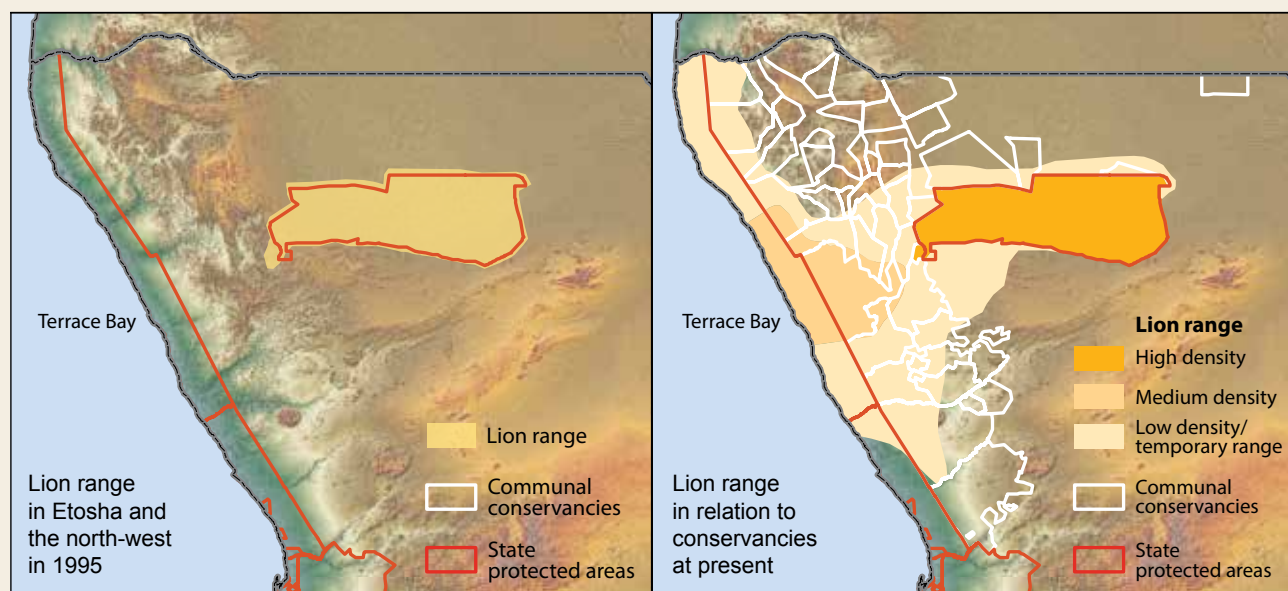 Terrace Bay
Lion range
in Etosha and
the north-west
in 1995
Lion range
Communal
conservancies
State
protected areas
Terrace Bay
Lion range
in relation to
conservancies
at present
Lion range
High density
Medium density
Low density/
temporary range
Communal
conservancies
State
protected areas